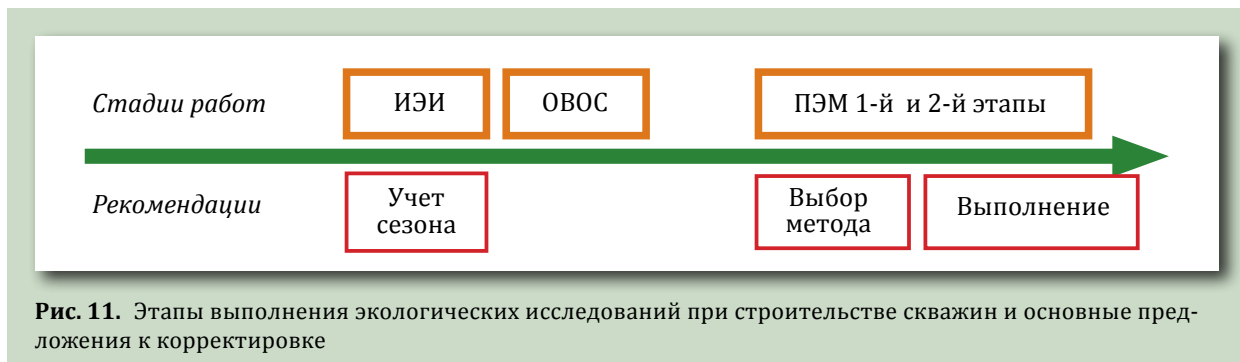 Стадии работ
ИЭИ
ОВОС
ПЭМ 1-й и 2-й этапы
Рекомендации
Учет
сезона
Выбор
метода
Выполнение
Рис. 11. Этапы выполнения экологических исследований при строительстве скважин и основные пред-
ложения к корректировке